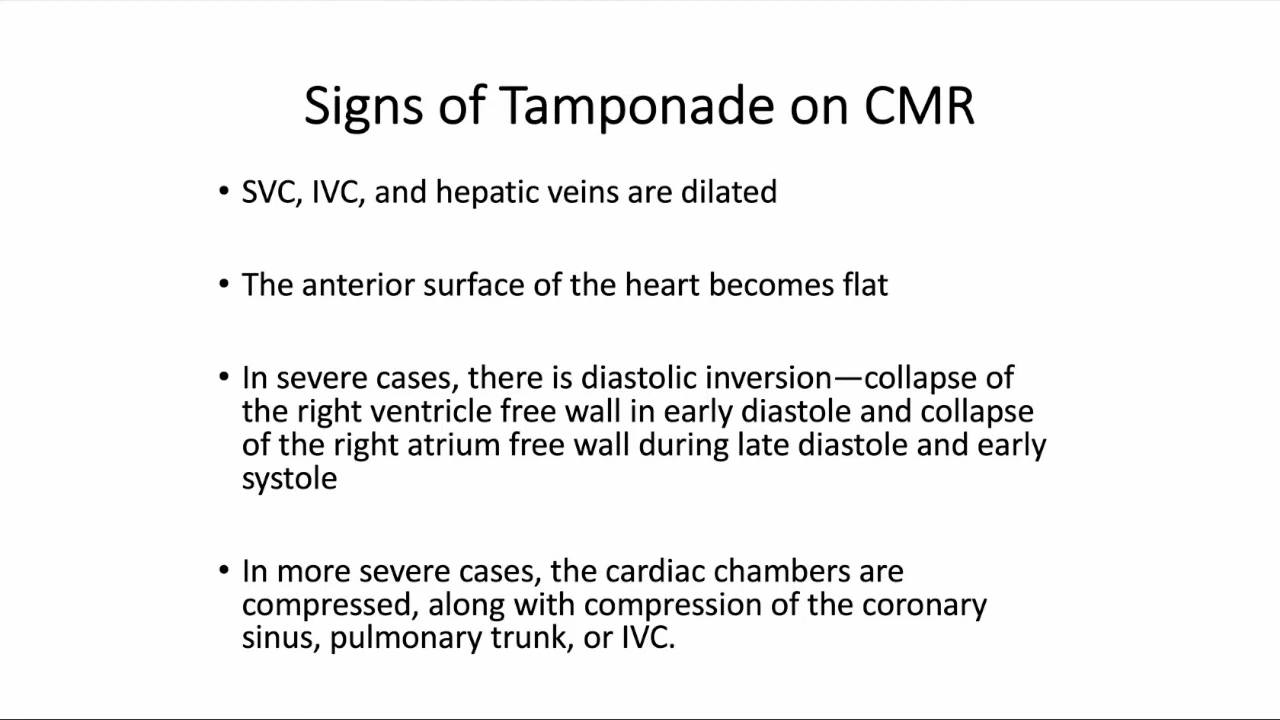 Signs of Tamponade on CMR
• SVC, IVC, and hepatic veins are dilated
• The anterior surface of the heart becomes flat
• In severe cases, there is diastolic inversion—collapse of
the right ventricle free wall in early diastole and collapse
of the right atrium free wall during late diastole and early
systole
• In more severe cases, the cardiac chambers are
compressed, along with compression of the coronary
sinus, pulmonary trunk, or IVC.